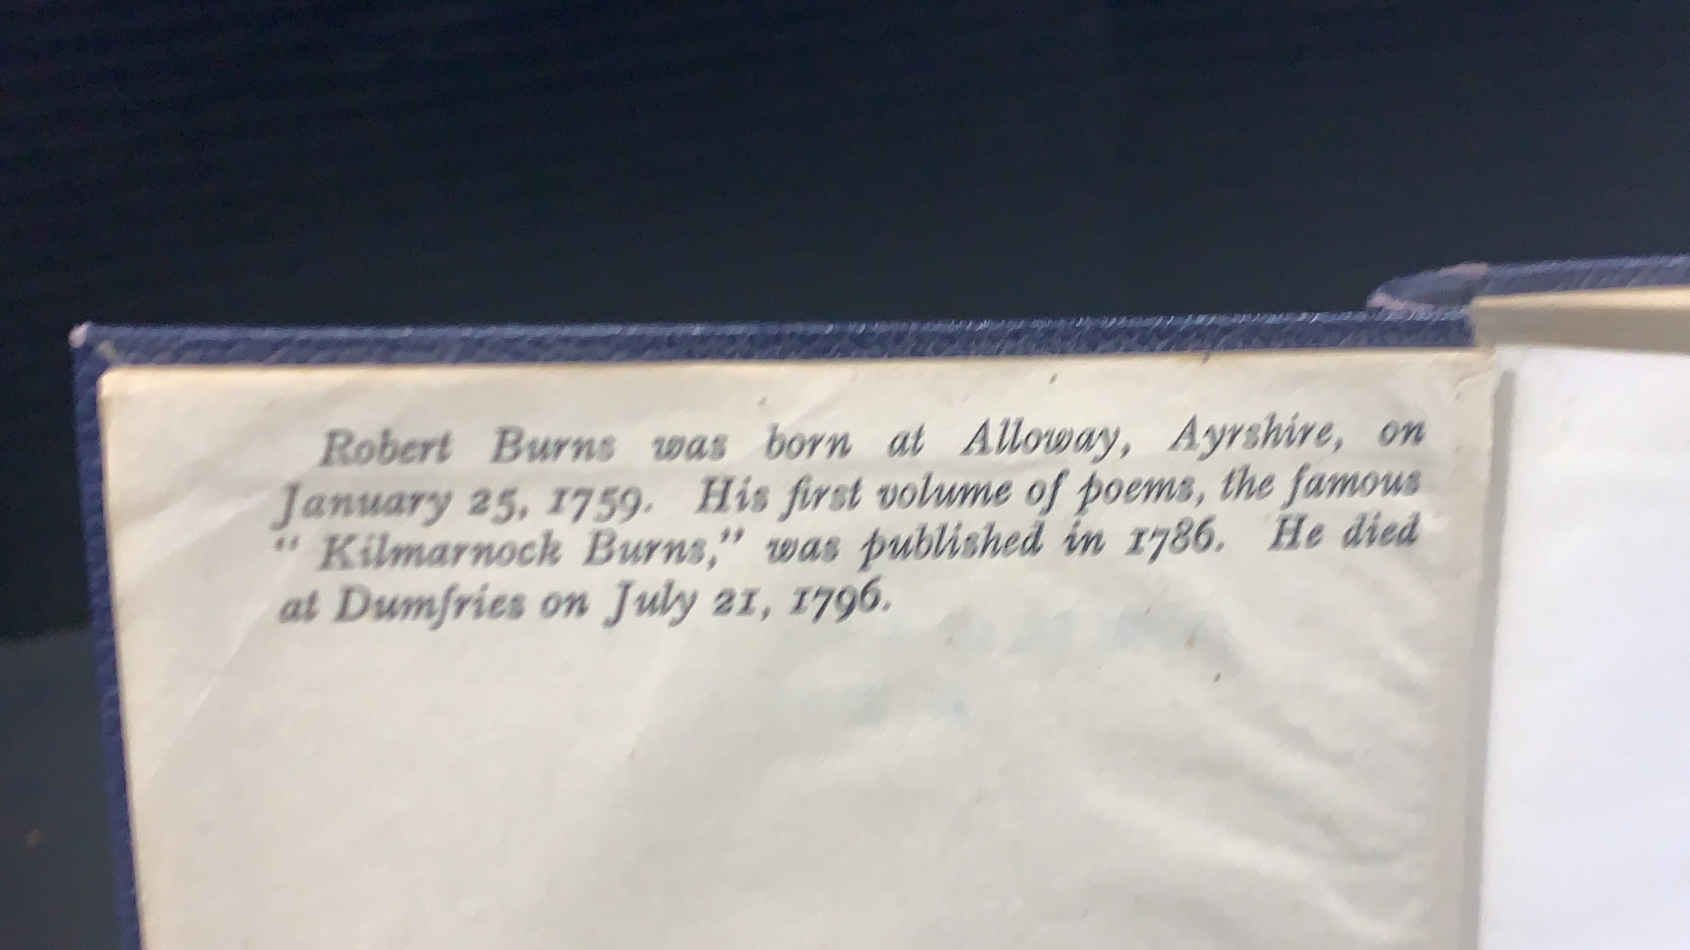 Robert Burns was born at Alloway, Ayrshire, on
January 25, 1759. His first volume of poems, the famous
“ Kilmarnock Burns,” was published in 1786. He died
at Dumfries on July 21, 1796.